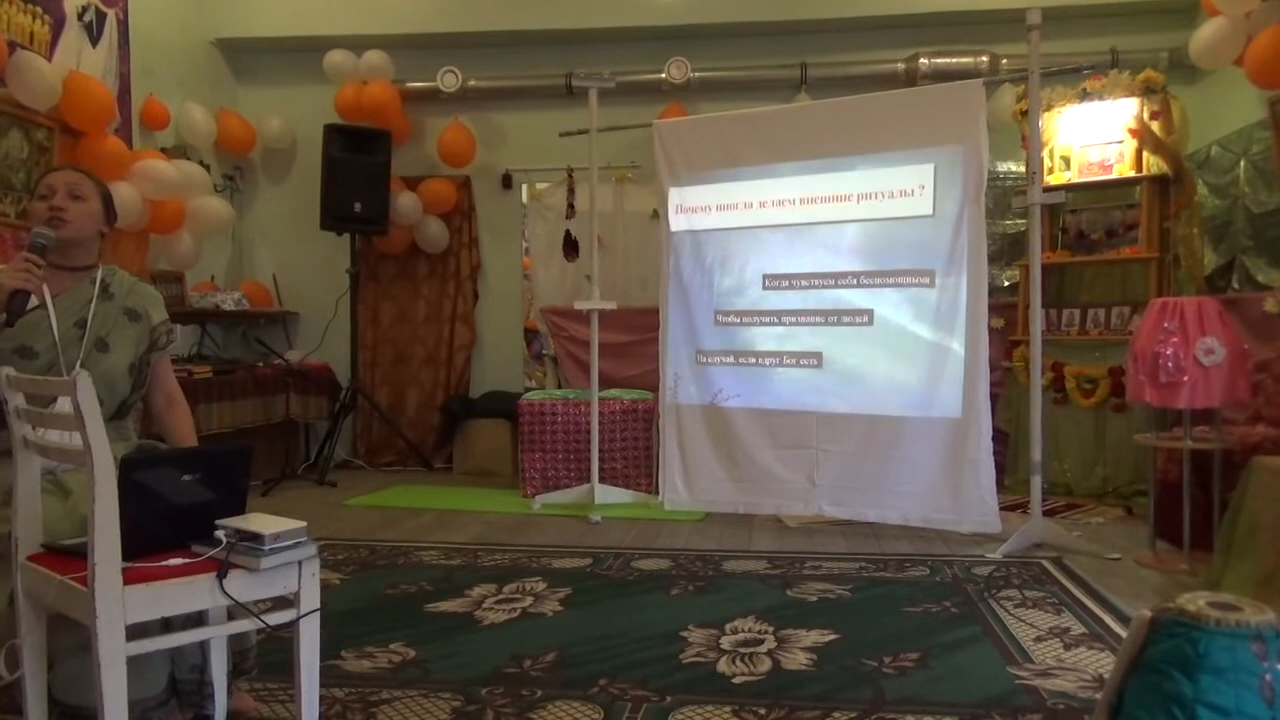 Почему иногда делаем внешние ритуалы ?
Когда чувствуем себя беспомощными
Чтобы получить признание от людей
На случай, если вдруг Бог есть